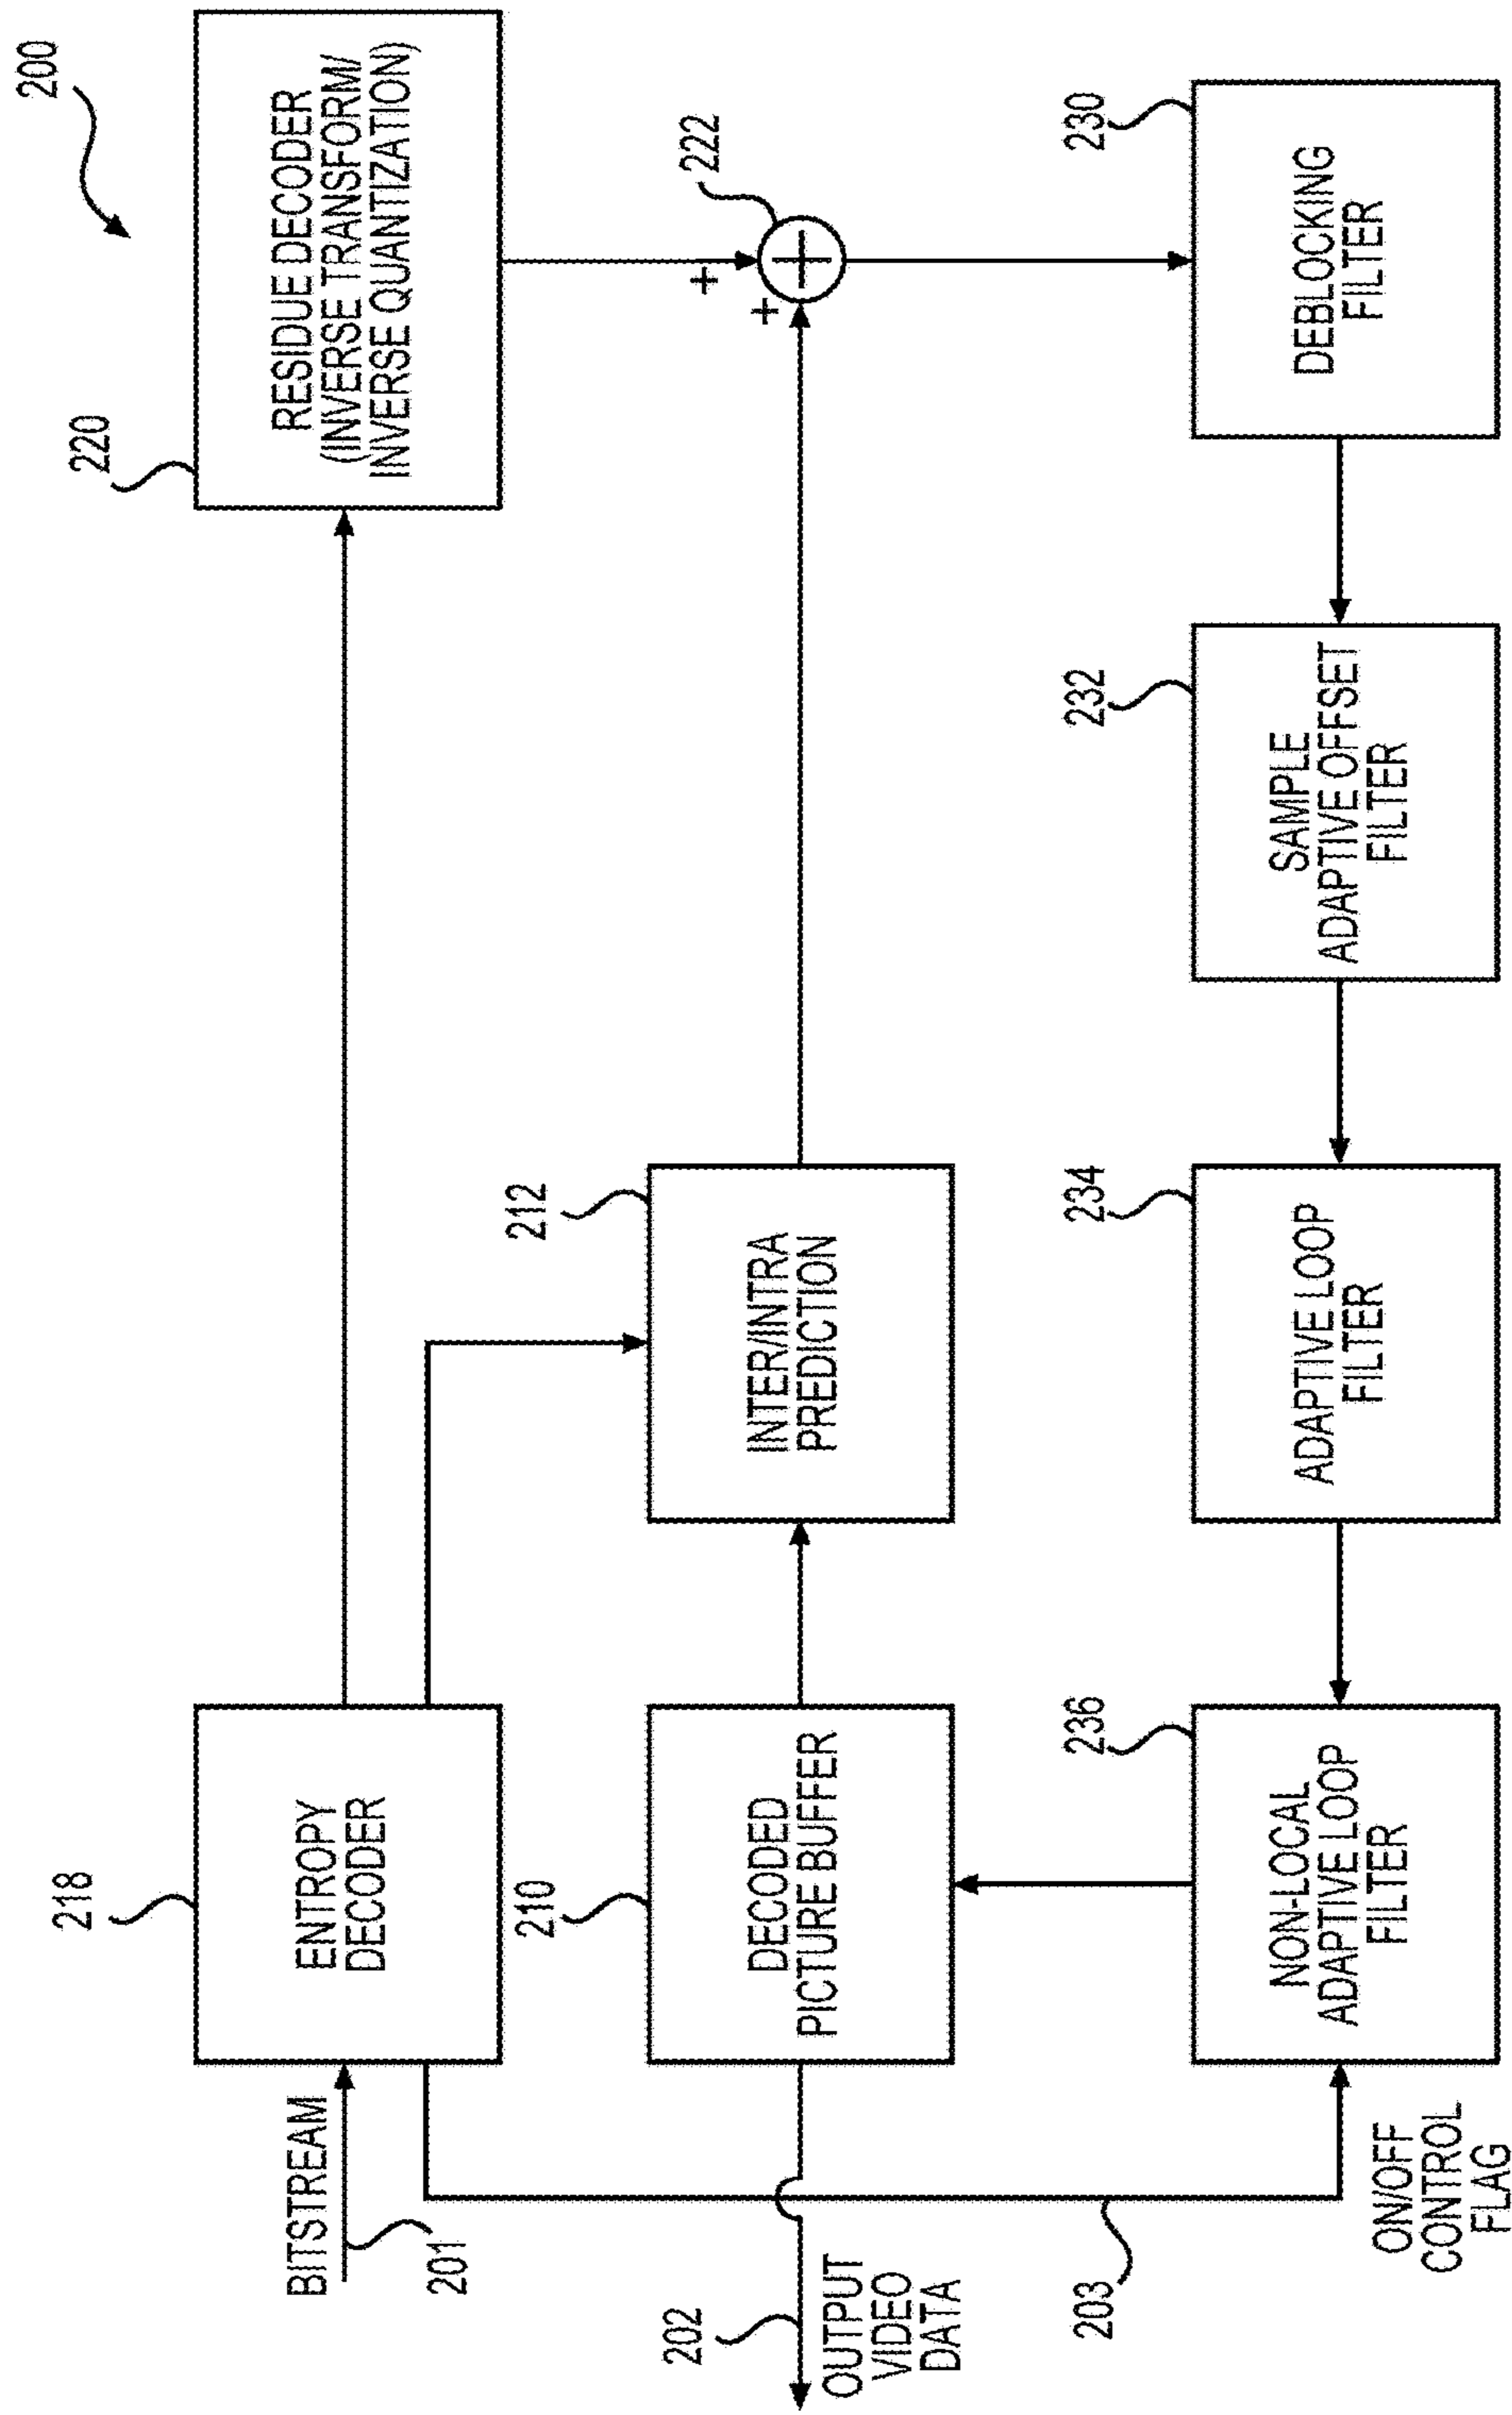 200
218
ENTROPY
DECODER
220
RESIDUE DECODER
(INVERSE TRANSFORM/
INVERSE QUANTIZATION)
BITSTREAM
201
210
DECODED
PICTURE BUFFER
212
INTER/INTRA
PREDICTION
+
+
222
202
OUTPUT
VIDEO
DATA
203
236
NON-LOCAL
ADAPTIVE LOOP
FILTER
234
ADAPTIVE LOOP
FILTER
232
SAMPLE
ADAPTIVE OFFSET
FILTER
230
DEBLOCKING
FILTER
ON/OFF
CONTROL
FLAG